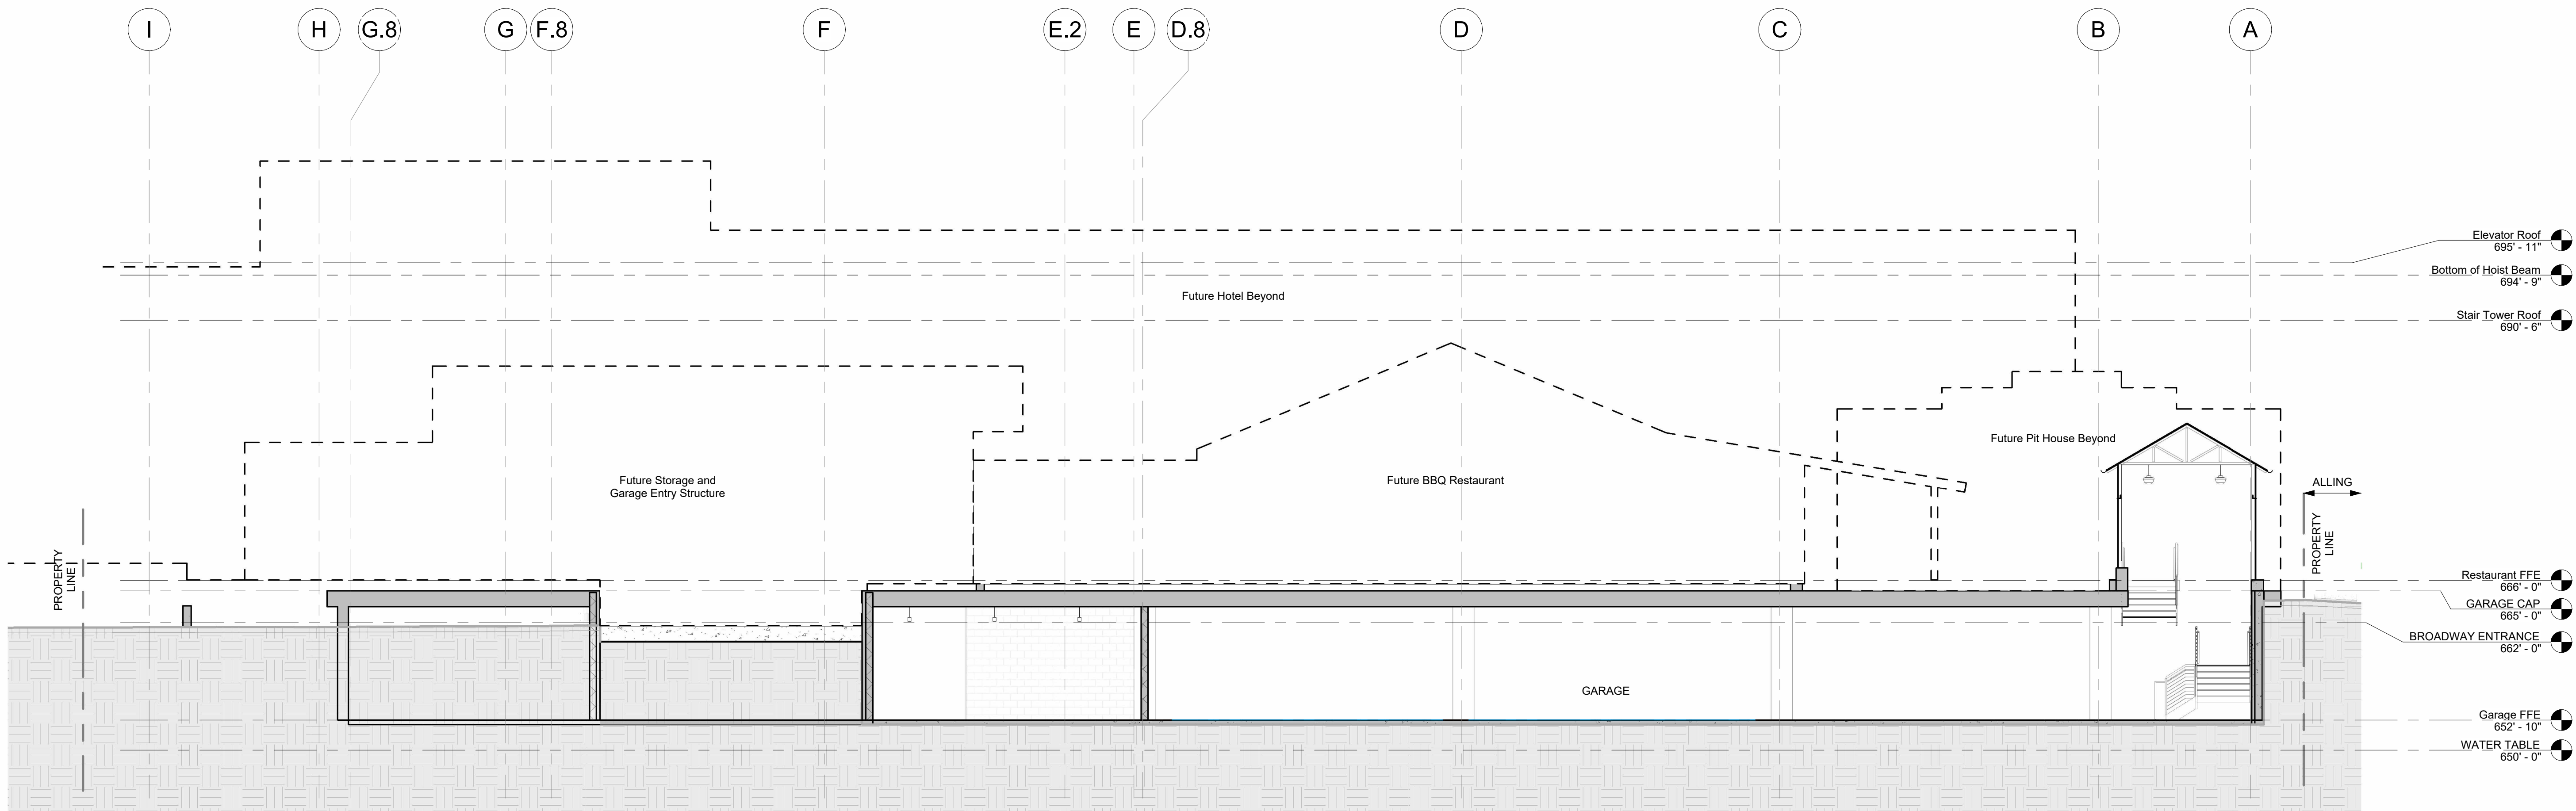 I
H
G.8
G
F.8
F
E.2
E
D.8
D
C
B
A
Elevator Roof
695' - 11"
Bottom of Hoist Beam
694' - 9"
Future Hotel Beyond
Stair Tower Roof
690' - 6"
Future Pit House Beyond
Future Storage and
Garage Entry Structure
Future BBQ Restaurant
ALLING
PROPERTY
LINE
PROPERTY
LINE
Restaurant FFE
666' - 0"
GARAGE CAP
665' - 0"
BROADWAY ENTRANCE
662' - 0"
GARAGE
Garage FFE
652' - 10"
WATER TABLE
650' - 0"